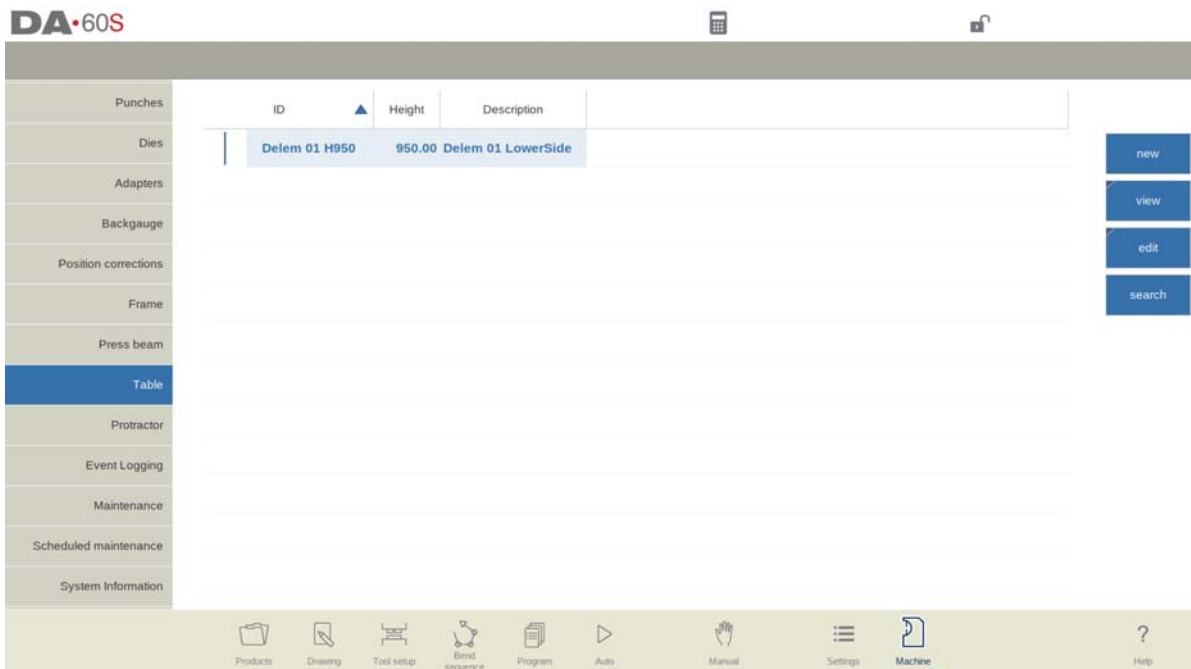 DA•60S
Punches
Dies
Adapters
Backgauge
Position corrections
Frame
Press beam
Table
Protractor
Event Logging
Maintenance
Scheduled maintenance
System Information
ID Height Description
Delem 01 H950 950.00 Delem 01 LowerSide
new
view
edit
search
Products Drawing Tool setup Bend sequence Program Auto Manual Settings Machine ? Help